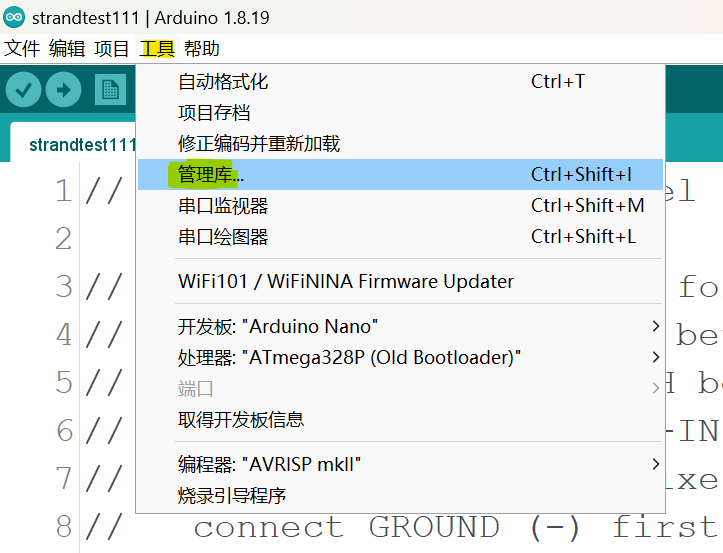 strandtest111 | Arduino 1.8.19
文件 编辑 项目 工具 帮助
strandtest111
自动格式化 Ctrl+T
项目存档
修正编码并重新加载
管理库... Ctrl+Shift+I
串口监视器 Ctrl+Shift+M
串口绘图器 Ctrl+Shift+L
WiFi101 / WiFiNINA Firmware Updater
开发板: "Arduino Nano"
处理器: "ATmega328P (Old Bootloader)"
端口
取得开发板信息
编程器: "AVRISP mkII"
烧录引导程序
1 // el
2
3 // fo
4 // be
5 // H be
6 // -IN
7 // ixe
8 // connect GROUND (-) first